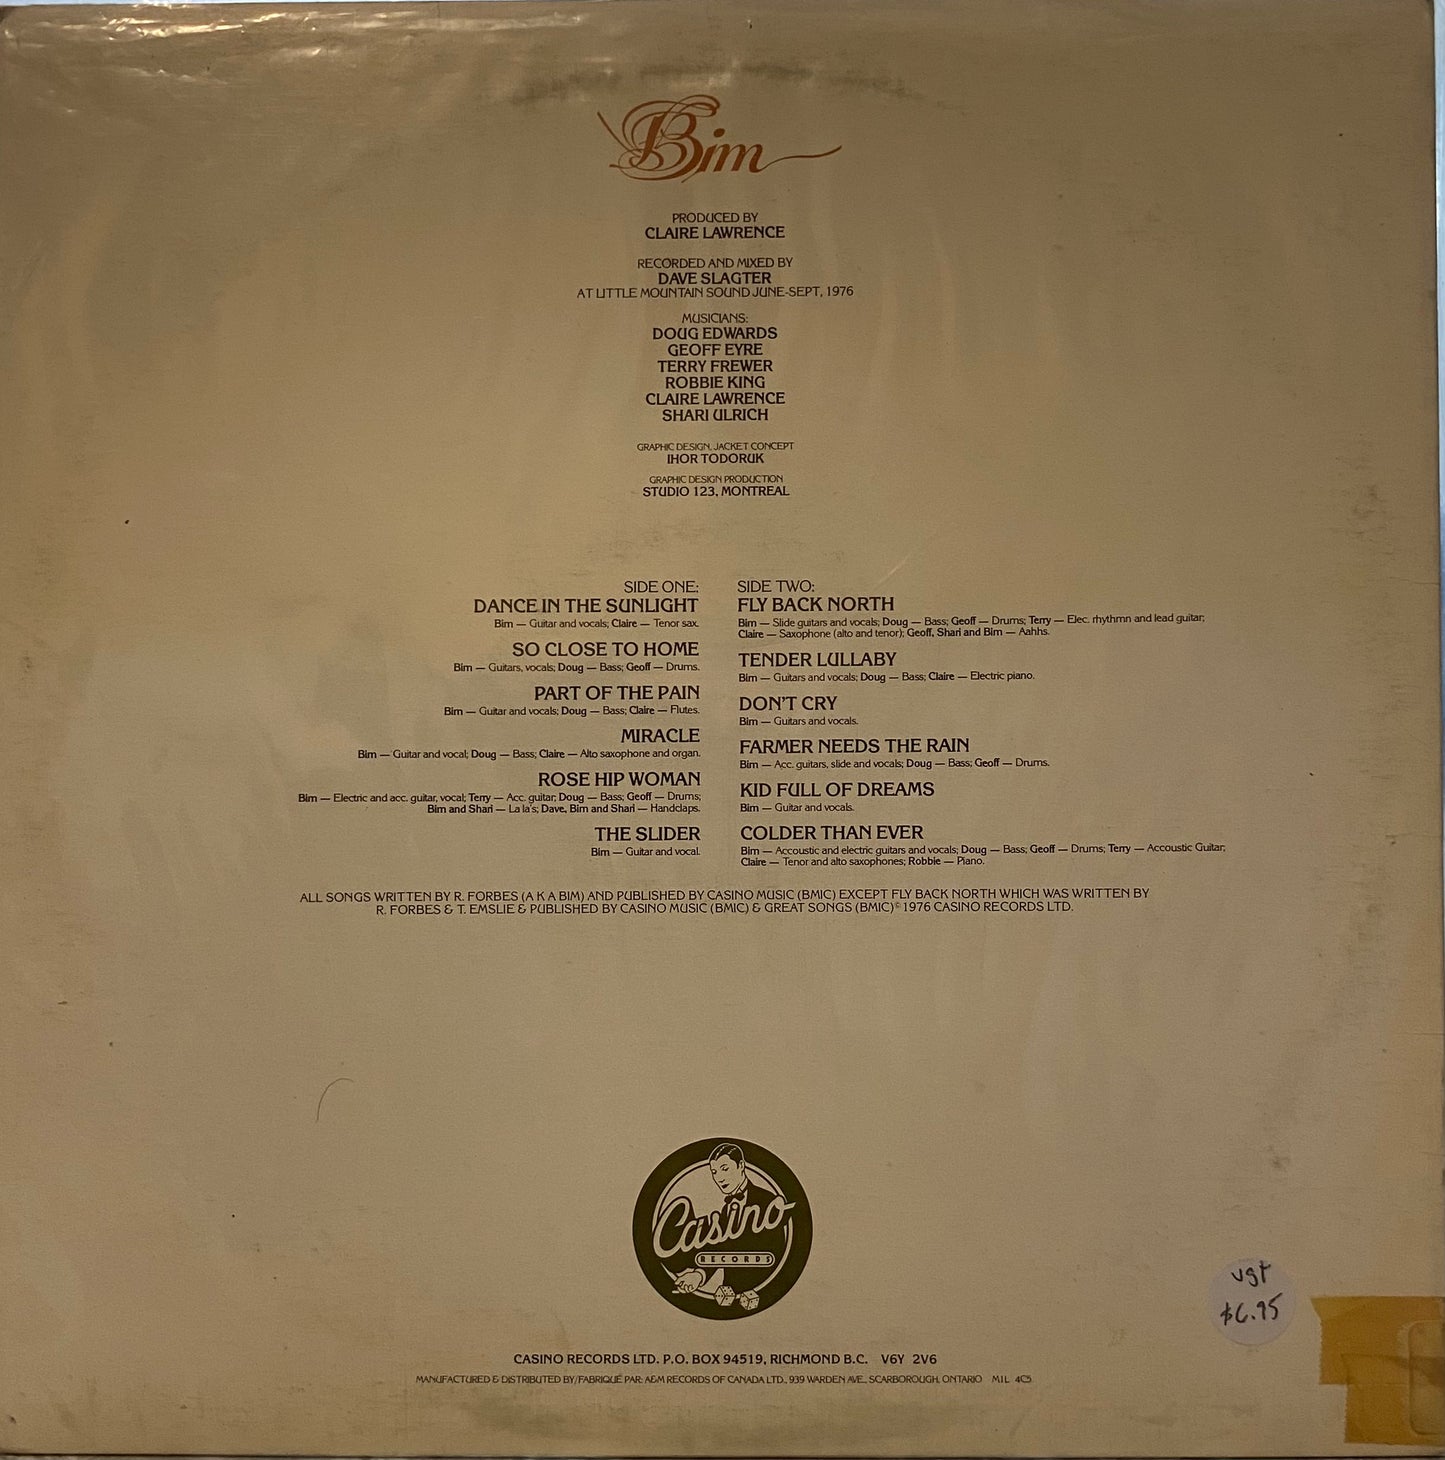 Bim
PRODUCED BY
CLAIRE LAWRENCE
RECORDED AND MIXED BY
DAVE SLAGTER
AT LITTLE MOUNTAIN SOUND JUNE-SEPT, 1976
MUSICIANS:
DOUG EDWARDS
GEOFF EYRE
TERRY FREWER
ROBBIE KING
CLAIRE LAWRENCE
SHARI ULRICH
GRAPHIC DESIGN, JACKET CONCEPT
IHOR TODORUK
GRAPHIC DESIGN PRODUCTION
STUDIO 123, MONTREAL
SIDE ONE:
DANCE IN THE SUNLIGHT
Bim — Guitar and vocals; Claire — Tenor sax.
SO CLOSE TO HOME
Bim — Guitars, vocals; Doug — Bass; Geoff — Drums.
PART OF THE PAIN
Bim — Guitar and vocals; Doug — Bass; Claire — Flutes.
MIRACLE
Bim — Guitar and vocal; Doug — Bass; Claire — Alto saxophone and organ.
ROSE HIP WOMAN
Bim — Electric and acc. guitar, vocal; Terry — Acc. guitar; Doug — Bass; Geoff — Drums;
Bim and Shari — La la's; Dave, Bim and Shari — Handclaps.
THE SLIDER
Bim — Guitar and vocal.
SIDE TWO:
FLY BACK NORTH
Bim — Slide guitars and vocals; Doug — Bass; Geoff — Drums; Terry — Elec. rhythmn and lead guitar;
Claire — Saxophone (alto and tenor); Geoff, Shari and Bim — Aahhs.
TENDER LULLABY
Bim — Guitars and vocals; Doug — Bass; Claire — Electric piano.
DON'T CRY
Bim — Guitars and vocals.
FARMER NEEDS THE RAIN
Bim — Acc. guitars, slide and vocals; Doug — Bass; Geoff — Drums.
KID FULL OF DREAMS
Bim — Guitar and vocals.
COLDER THAN EVER
Bim — Accoustic and electric guitars and vocals; Doug — Bass; Geoff — Drums; Terry — Accoustic Guitar;
Claire — Tenor and alto saxophones; Robbie — Piano.
ALL SONGS WRITTEN BY R. FORBES (A K A BIM) AND PUBLISHED BY CASINO MUSIC (BMIC) EXCEPT FLY BACK NORTH WHICH WAS WRITTEN BY
R. FORBES & T. EMSLIE & PUBLISHED BY CASINO MUSIC (BMIC) & GREAT SONGS (BMIC) © 1976 CASINO RECORDS LTD.
Casino
RECORDS
vgt
$6.95
CASINO RECORDS LTD. P.O. BOX 94519, RICHMOND B.C. V6Y 2V6
MANUFACTURED & DISTRIBUTED BY/FABRIQUÉ PAR: A&M RECORDS OF CANADA LTD., 939 WARDEN AVE., SCARBOROUGH, ONTARIO M1L 4C5